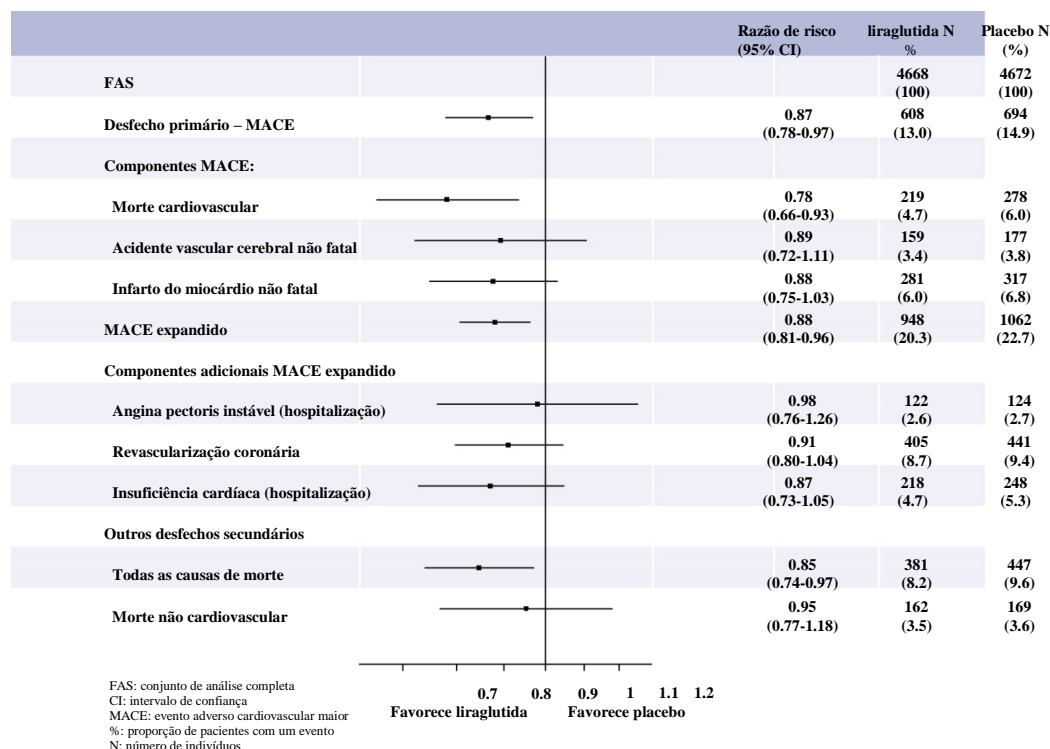 Razão de risco liraglutida N Placebo N
(95% CI) % (%)
FAS 4668 4672
(100) (100)
Desfecho primário – MACE 0.87 608 694
(0.78-0.97) (13.0) (14.9)
Componentes MACE:
Morte cardiovascular 0.78 219 278
(0.66-0.93) (4.7) (6.0)
Acidente vascular cerebral não fatal 0.89 159 177
(0.72-1.11) (3.4) (3.8)
Infarto do miocárdio não fatal 0.88 281 317
(0.75-1.03) (6.0) (6.8)
MACE expandido 0.88 948 1062
(0.81-0.96) (20.3) (22.7)
Componentes adicionais MACE expandido
Angina pectoris instável (hospitalização) 0.98 122 124
(0.76-1.26) (2.6) (2.7)
Revascularização coronária 0.91 405 441
(0.80-1.04) (8.7) (9.4)
Insuficiência cardíaca (hospitalização) 0.87 218 248
(0.73-1.05) (4.7) (5.3)
Outros desfechos secundários
Todas as causas de morte 0.85 381 447
(0.74-0.97) (8.2) (9.6)
Morte não cardiovascular 0.95 162 169
(0.77-1.18) (3.5) (3.6)
0.7 0.8 0.9 1 1.1 1.2
Favorece liraglutida Favorece placebo
FAS: conjunto de análise completa
CI: intervalo de confiança
MACE: evento adverso cardiovascular maior
%: proporção de pacientes com um evento
N: número de indivíduos